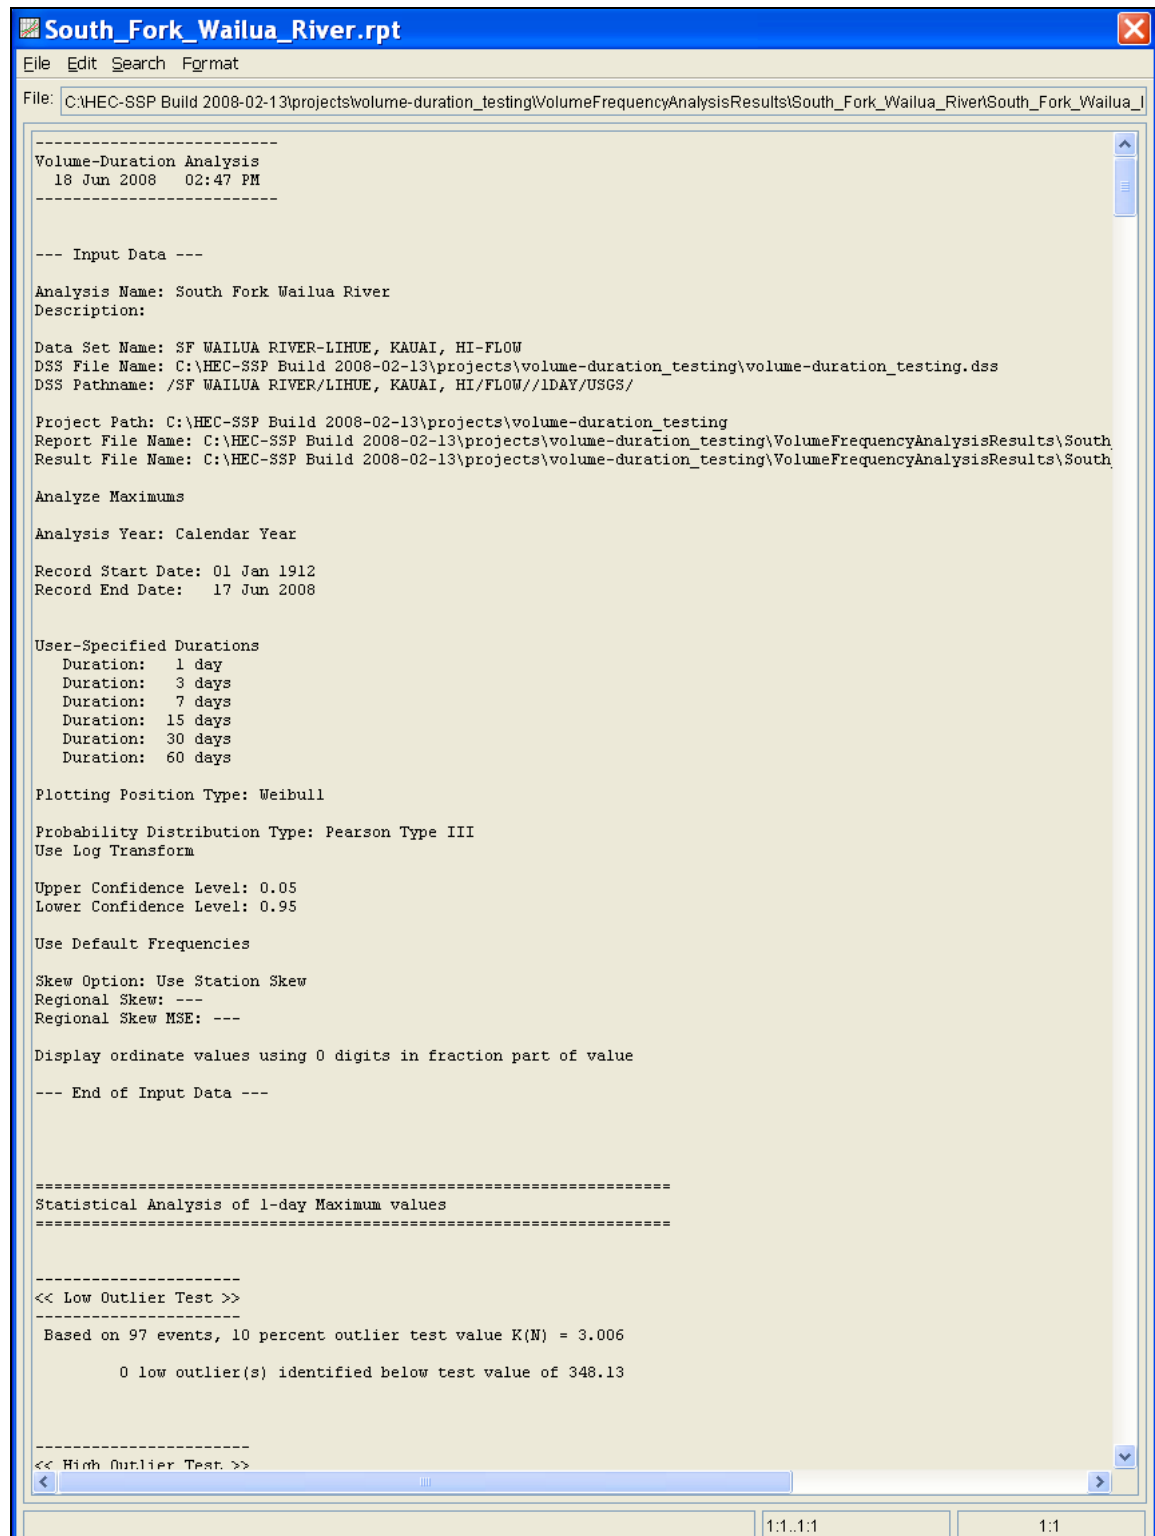 South_Fork_Wailua_River.rpt
File Edit Search Format
File: C:\HEC-SSP Build 2008-02-13\projects\volume-duration_testing\VolumeFrequencyAnalysisResults\South_Fork_Wailua_River\South_Fork_Wailua_
--------------------------
Volume-Duration Analysis
18 Jun 2008 02:47 PM
--------------------------
--- Input Data ---
Analysis Name: South Fork Wailua River
Description:
Data Set Name: SF WAILUA RIVER-LIHUE, KAUAI, HI-FLOW
DSS File Name: C:\HEC-SSP Build 2008-02-13\projects\volume-duration_testing\volume-duration_testing.dss
DSS Pathname: /SF WAILUA RIVER/LIHUE, KAUAI, HI/FLOW//1DAY/USGS/
Project Path: C:\HEC-SSP Build 2008-02-13\projects\volume-duration_testing
Report File Name: C:\HEC-SSP Build 2008-02-13\projects\volume-duration_testing\VolumeFrequencyAnalysisResults\South_
Result File Name: C:\HEC-SSP Build 2008-02-13\projects\volume-duration_testing\VolumeFrequencyAnalysisResults\South_
Analyze Maximums
Analysis Year: Calendar Year
Record Start Date: 01 Jan 1912
Record End Date: 17 Jun 2008
User-Specified Durations
Duration: 1 day
Duration: 3 days
Duration: 7 days
Duration: 15 days
Duration: 30 days
Duration: 60 days
Plotting Position Type: Weibull
Probability Distribution Type: Pearson Type III
Use Log Transform
Upper Confidence Level: 0.05
Lower Confidence Level: 0.95
Use Default Frequencies
Skew Option: Use Station Skew
Regional Skew: ---
Regional Skew MSE: ---
Display ordinate values using 0 digits in fraction part of value
--- End of Input Data ---
====================================================================
Statistical Analysis of 1-day Maximum values
====================================================================
----------------------
<< Low Outlier Test >>
----------------------
Based on 97 events, 10 percent outlier test value K(N) = 3.006
0 low outlier(s) identified below test value of 348.13
-----------------------
<< High Outlier Test >>
1:1..1:1 1:1